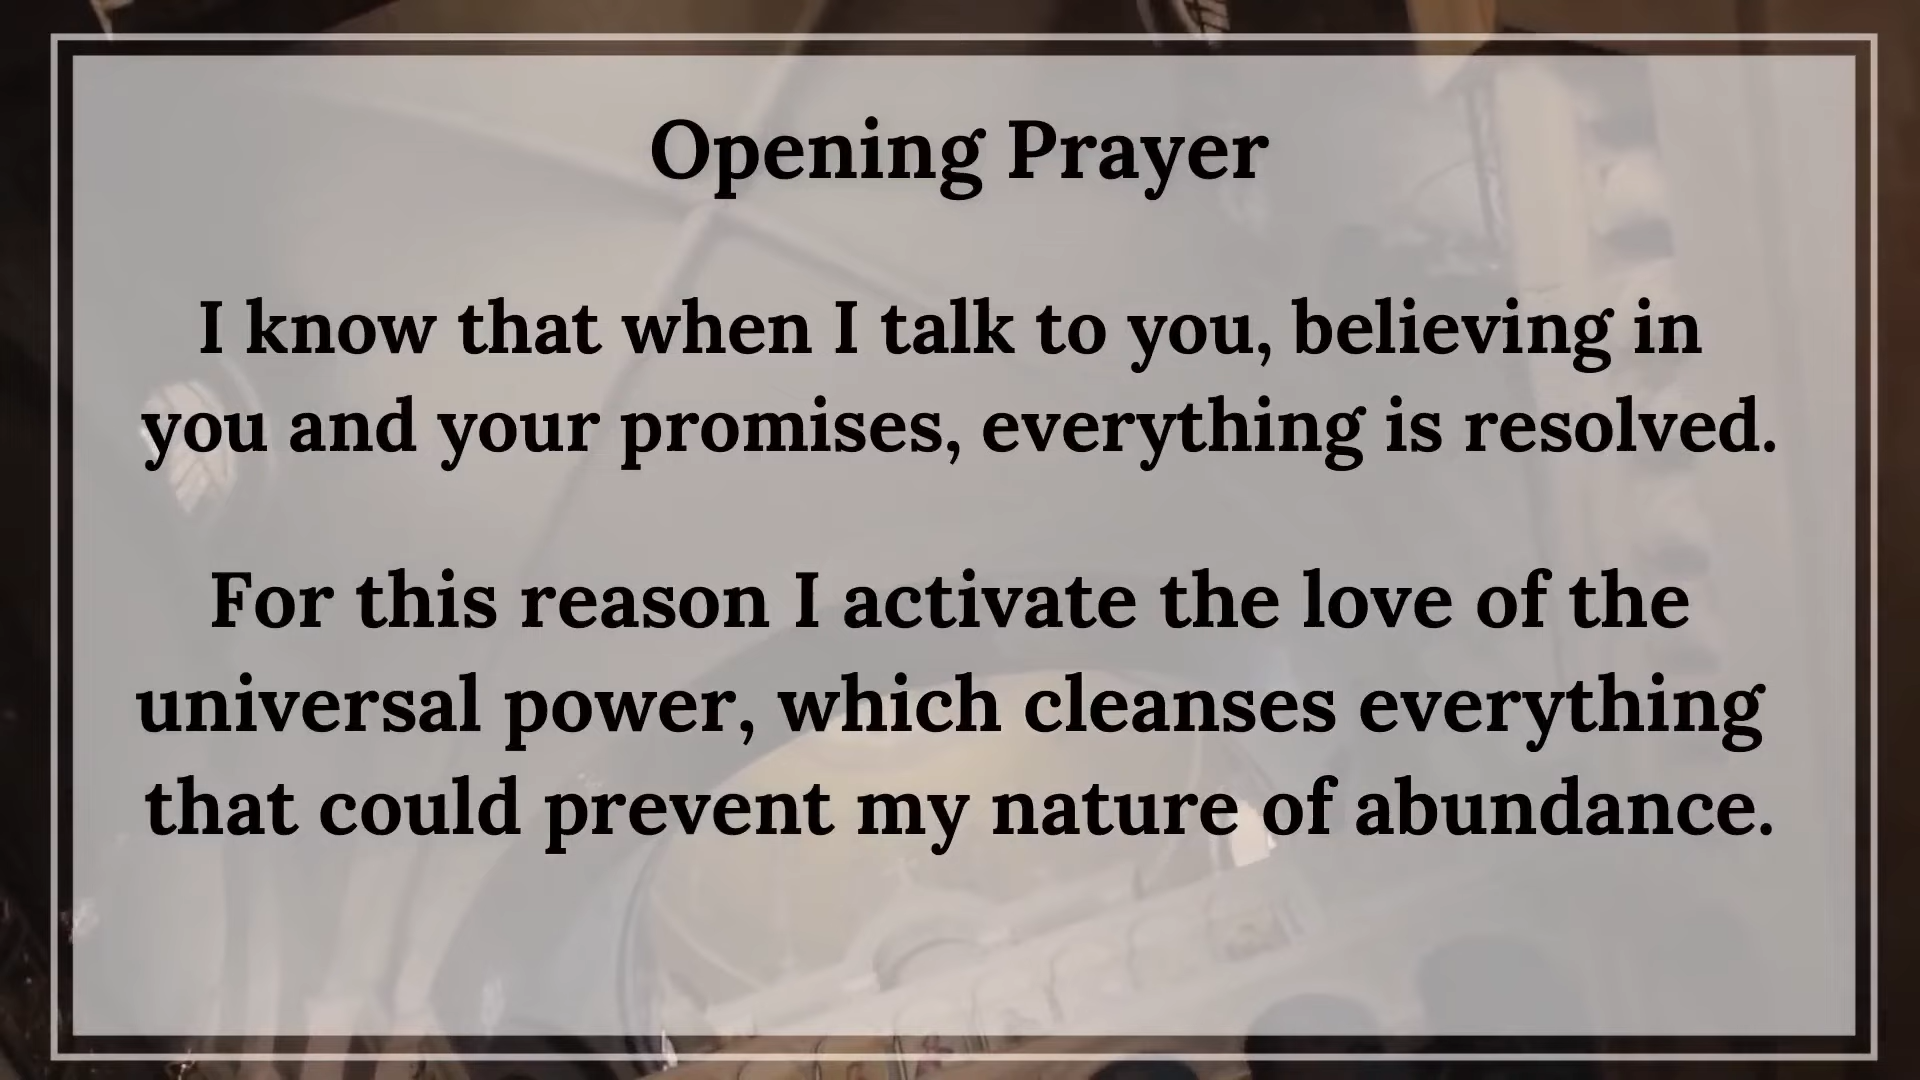 Opening Prayer
I know that when I talk to you, believing in
you and your promises, everything is resolved.
For this reason I activate the love of the
universal power, which cleanses everything
that could prevent my nature of abundance.